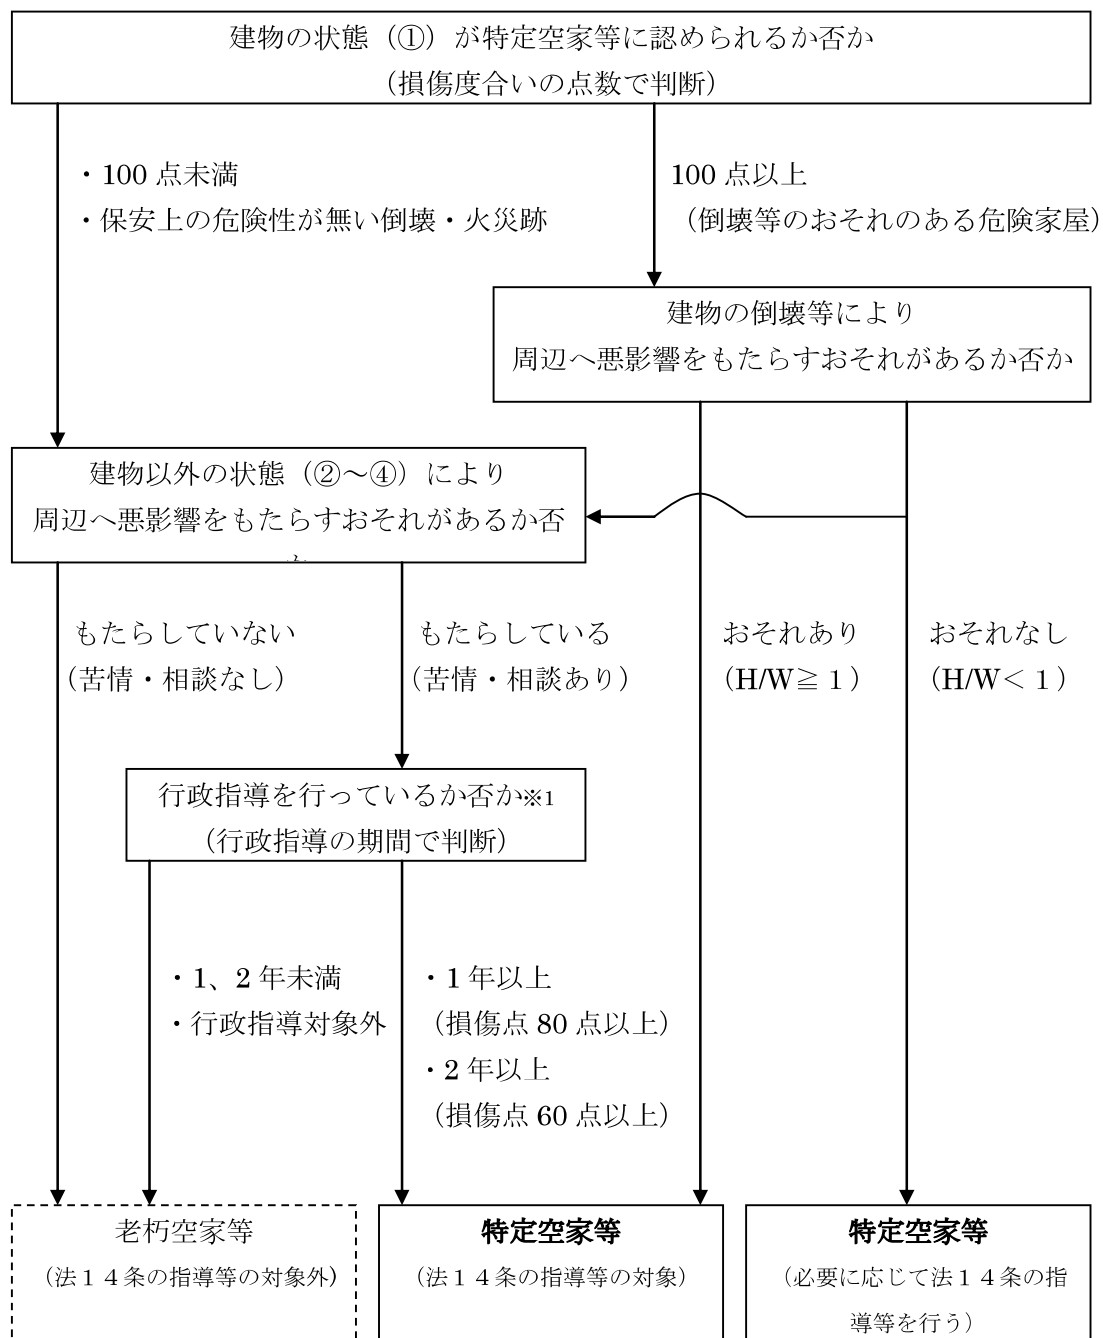 建物の状態（①）が特定空家等に認められるか否か
（損傷度合いの点数で判断）
・100 点未満
・保安上の危険性が無い倒壊・火災跡
100 点以上
（倒壊等のおそれのある危険家屋）
建物の倒壊等により
周辺へ悪影響をもたらすおそれがあるか否か
建物以外の状態（②～④）により
周辺へ悪影響をもたらすおそれがあるか否
もたらしていない
（苦情・相談なし）
もたらしている
（苦情・相談あり）
おそれあり
（H/W≧１）
おそれなし
（H/W＜１）
行政指導を行っているか否か※1
（行政指導の期間で判断）
・1、2 年未満
・行政指導対象外
・1 年以上
（損傷点 80 点以上）
・2 年以上
（損傷点 60 点以上）
老朽空家等
（法１４条の指導等の対象外）
特定空家等
（法１４条の指導等の対象）
特定空家等
（必要に応じて法１４条の指
導等を行う）